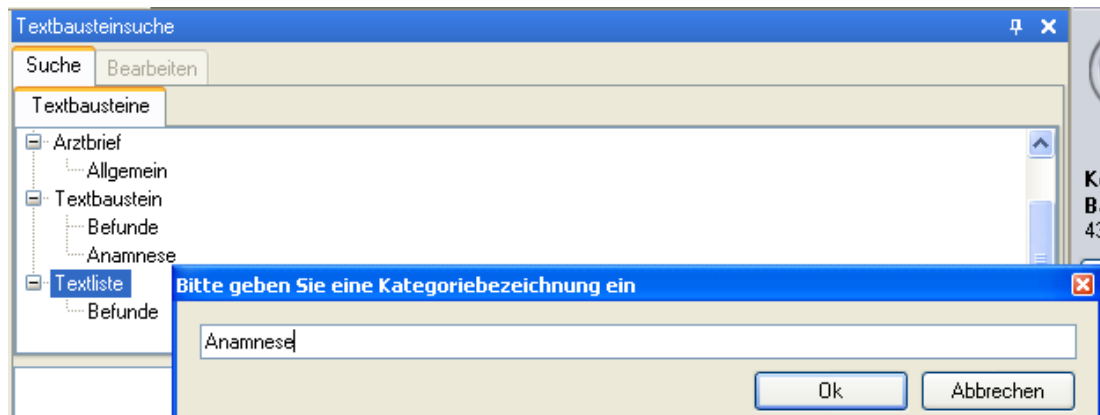 Textbausteinsuche
Suche
Bearbeiten
Textbausteine
Arztbrief
Allgemein
Textbaustein
Befunde
Anamnese
Textliste
Befunde
Bitte geben Sie eine Kategoriebezeichnung ein
Anamnese
Ok
Abbrechen